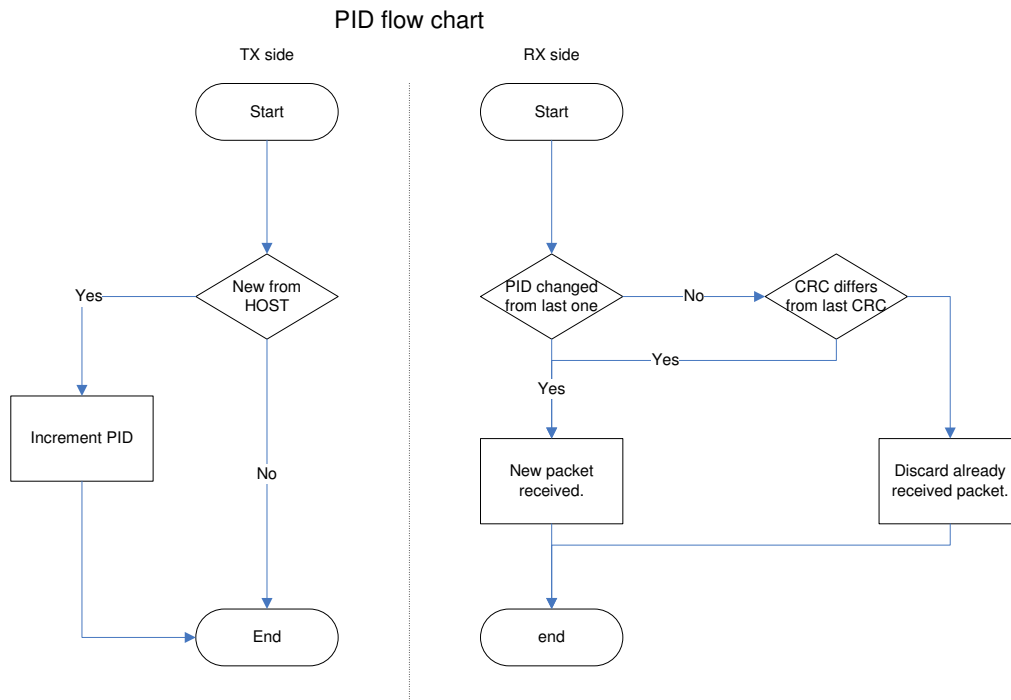 PID flow chart
TX side
Start
New from
HOST
Yes
Increment PID
No
End
RX side
Start
PID changed
from last one
No
CRC differs
from last CRC
Yes
Yes
New packet
received.
Discard already
received packet.
end